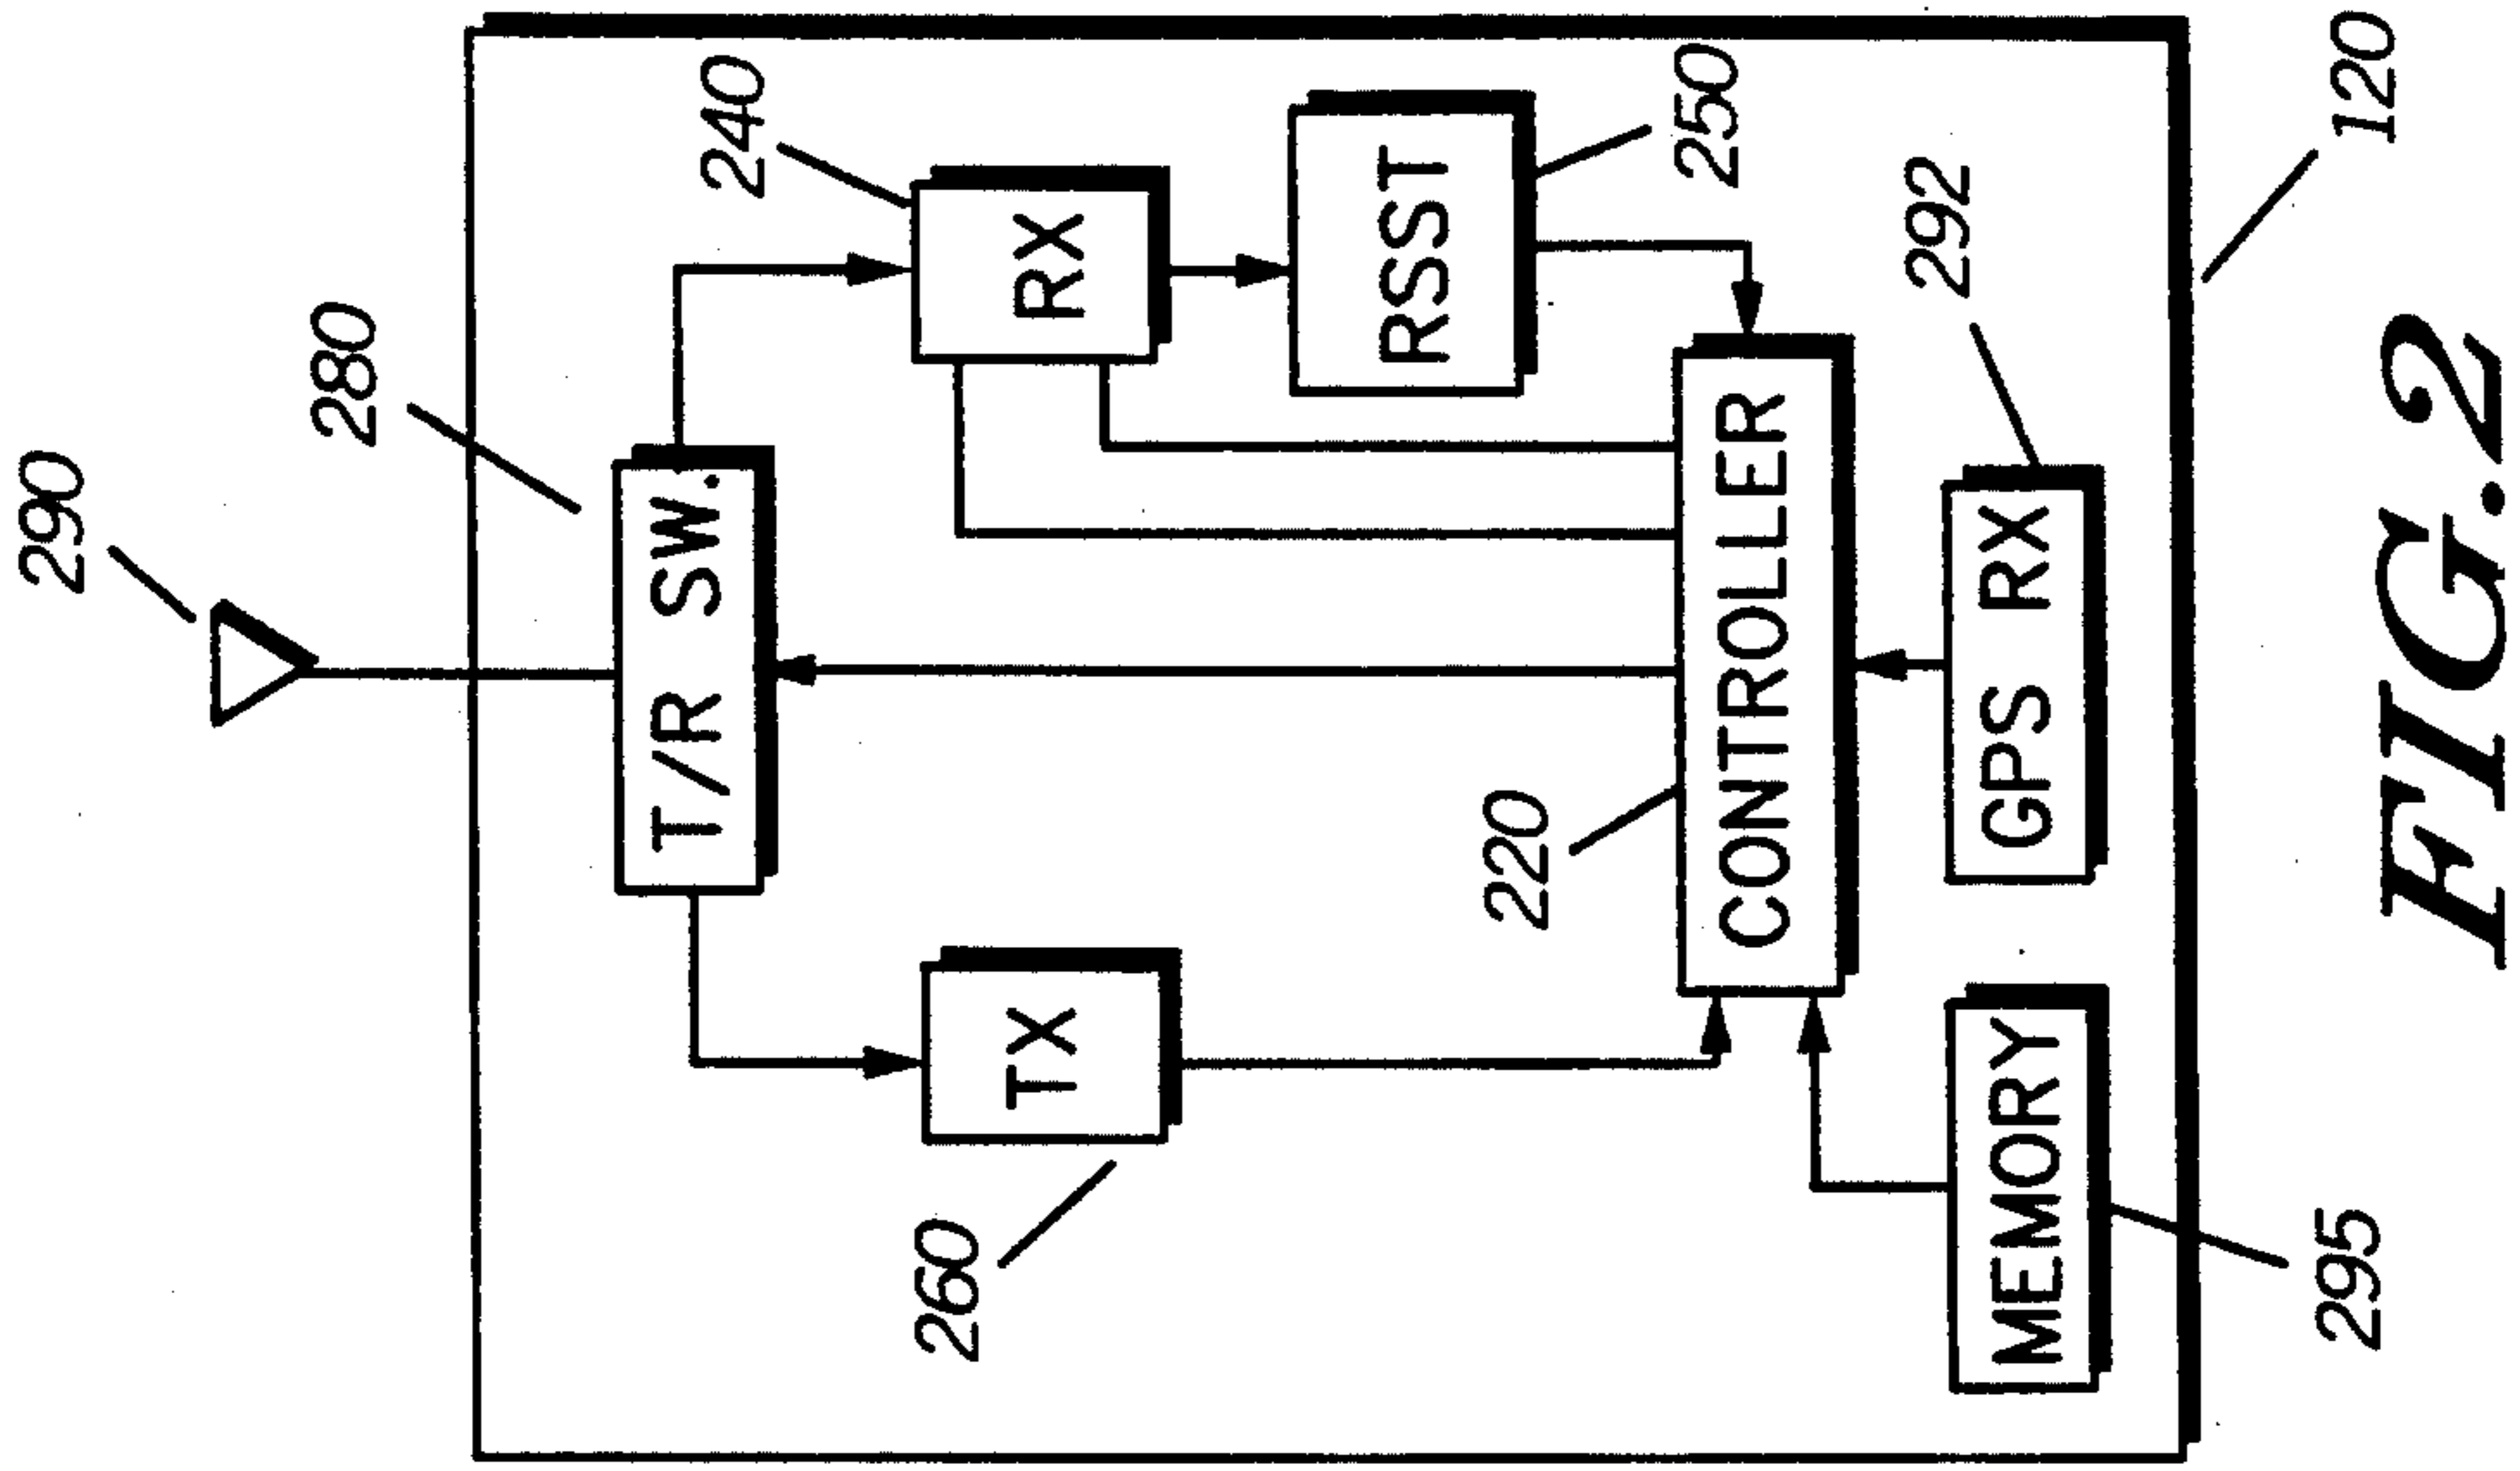 290
280
240
T/R SW.
260
TX
RX
RSST
220
250
CONTROLLER
292
MEMORY
GPS RX
295
120
FIG.2